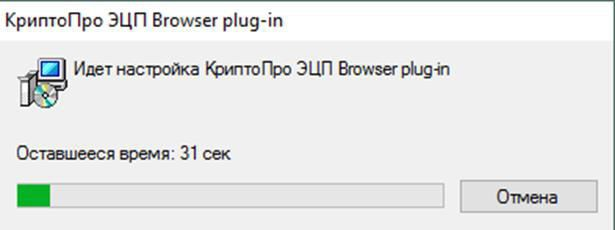 КриптоПро ЭЦП Browser plug-in
Идет настройка КриптоПро ЭЦП Browser plug-in
Оставшееся время: 31 сек
Отмена